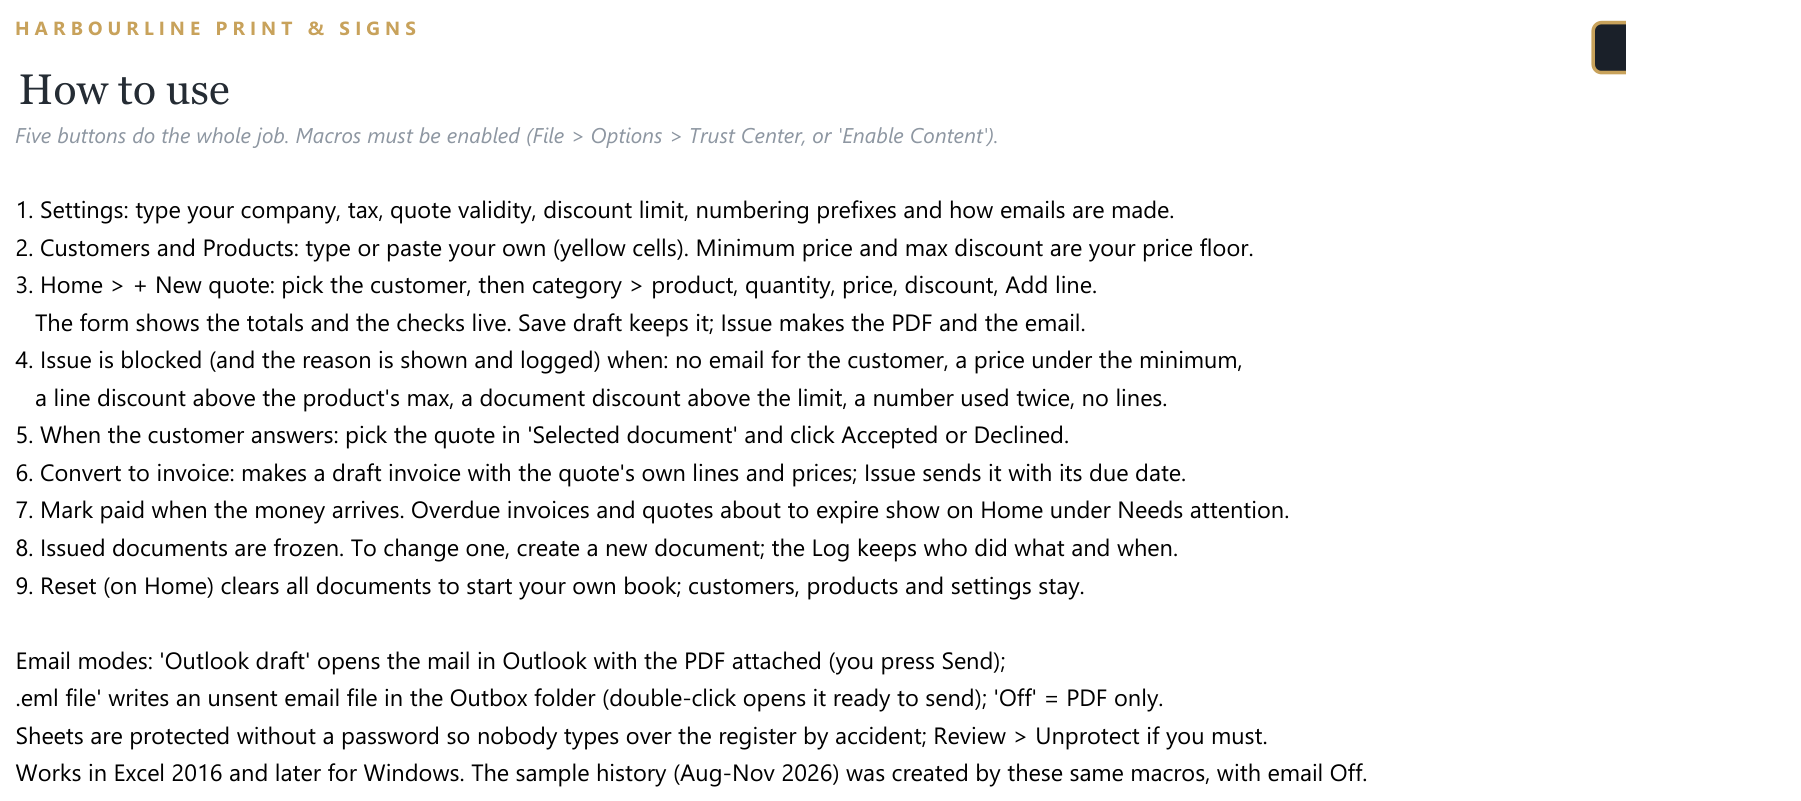 HARBOURLINE PRINT & SIGNS
How to use
Five buttons do the whole job. Macros must be enabled (File > Options > Trust Center, or 'Enable Content').
1. Settings: type your company, tax, quote validity, discount limit, numbering prefixes and how emails are made.
2. Customers and Products: type or paste your own (yellow cells). Minimum price and max discount are your price floor.
3. Home > + New quote: pick the customer, then category > product, quantity, price, discount, Add line.
The form shows the totals and the checks live. Save draft keeps it; Issue makes the PDF and the email.
4. Issue is blocked (and the reason is shown and logged) when: no email for the customer, a price under the minimum,
a line discount above the product's max, a document discount above the limit, a number used twice, no lines.
5. When the customer answers: pick the quote in 'Selected document' and click Accepted or Declined.
6. Convert to invoice: makes a draft invoice with the quote's own lines and prices; Issue sends it with its due date.
7. Mark paid when the money arrives. Overdue invoices and quotes about to expire show on Home under Needs attention.
8. Issued documents are frozen. To change one, create a new document; the Log keeps who did what and when.
9. Reset (on Home) clears all documents to start your own book; customers, products and settings stay.
Email modes: 'Outlook draft' opens the mail in Outlook with the PDF attached (you press Send);
.eml file' writes an unsent email file in the Outbox folder (double-click opens it ready to send); 'Off' = PDF only.
Sheets are protected without a password so nobody types over the register by accident; Review > Unprotect if you must.
Works in Excel 2016 and later for Windows. The sample history (Aug-Nov 2026) was created by these same macros, with email Off.